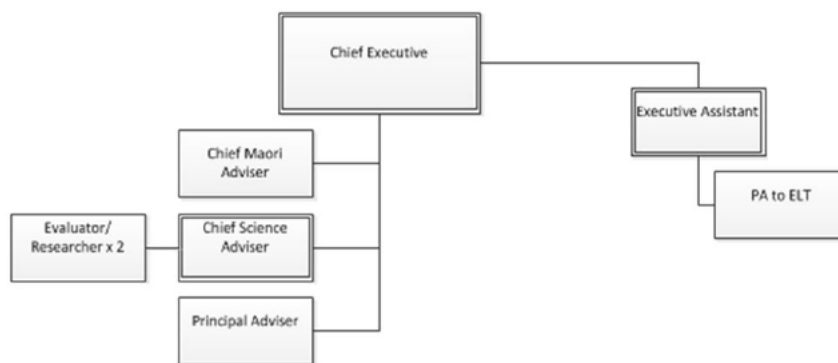 Chief Executive
Executive Assistant
Chief Maori
Adviser
PA to ELT
Evaluator/
Researcher x 2
Chief Science
Adviser
Principal Adviser